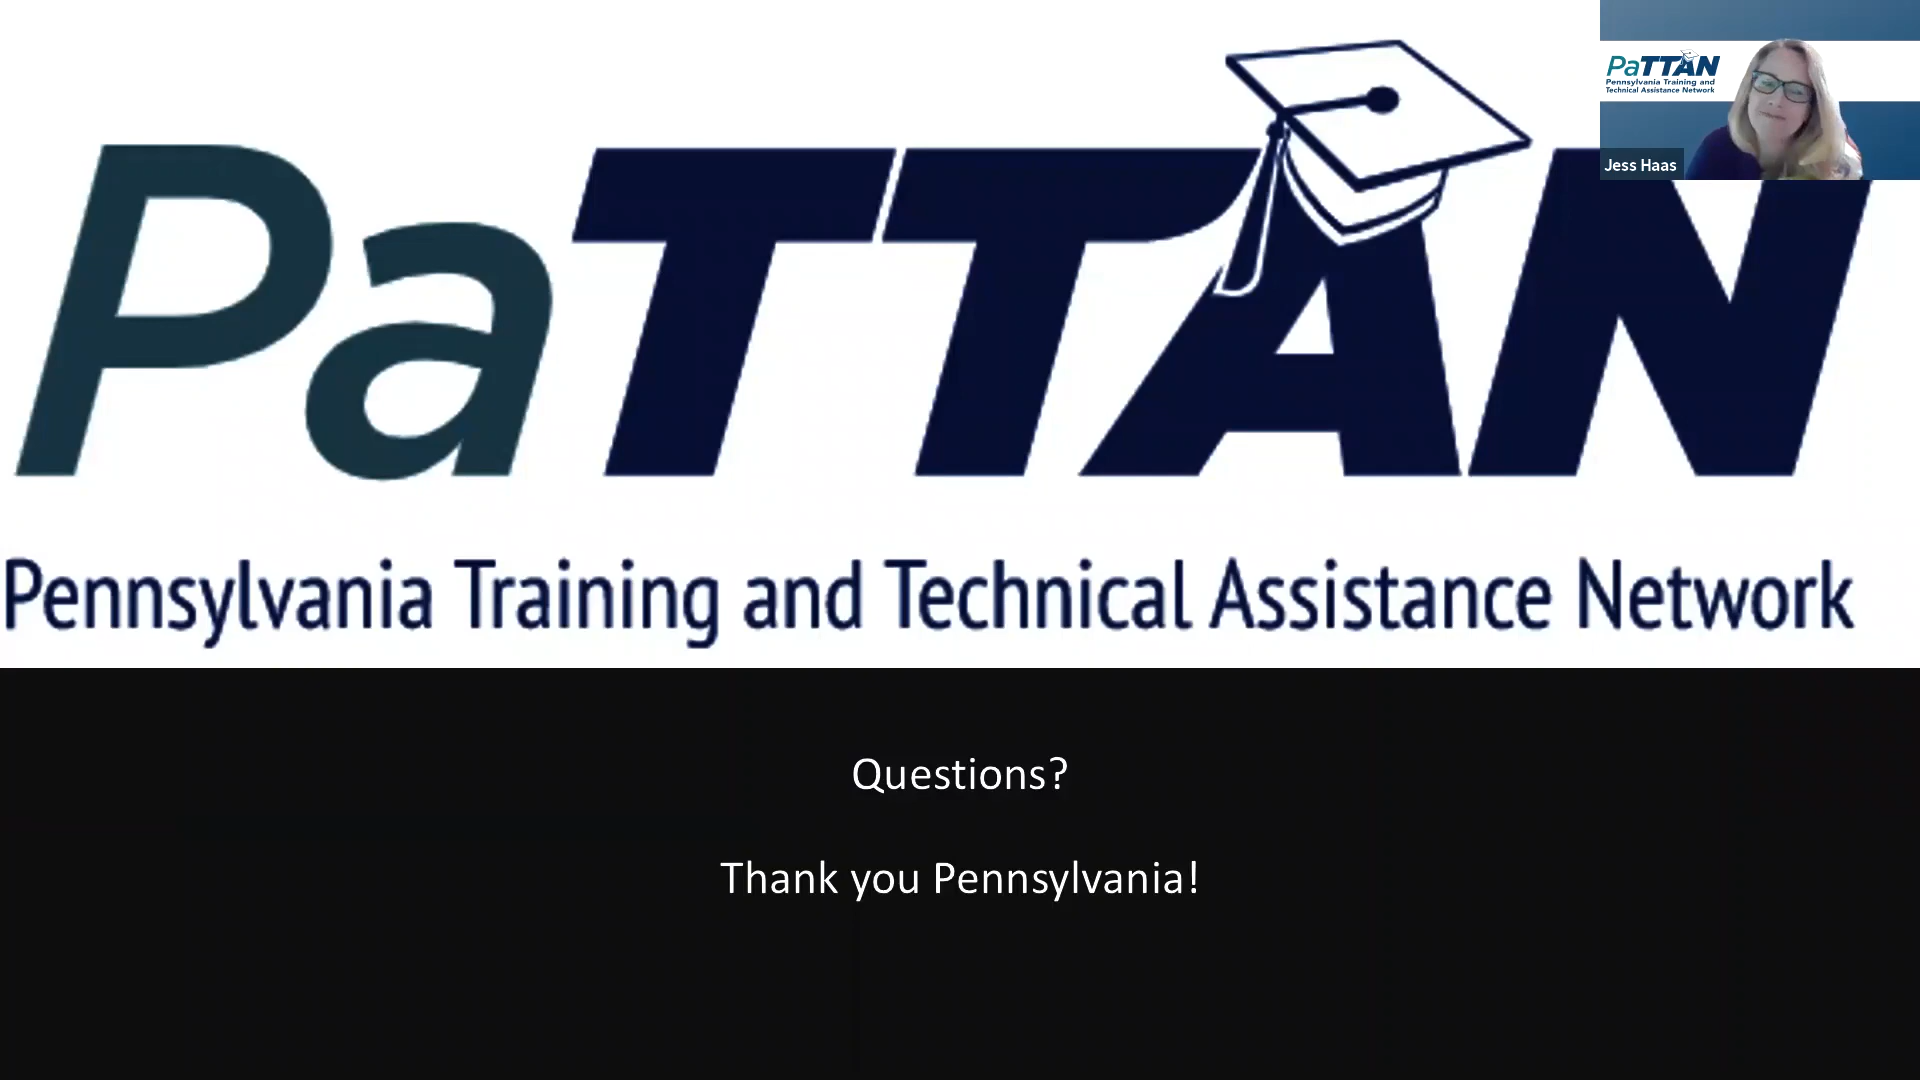 PaTTAN
Pennsylvania Training and Technical Assistance Network
PaTTAN
Pennsylvania Training and
Technical Assistance Network
Jess Haas
Questions?
Thank you Pennsylvania!